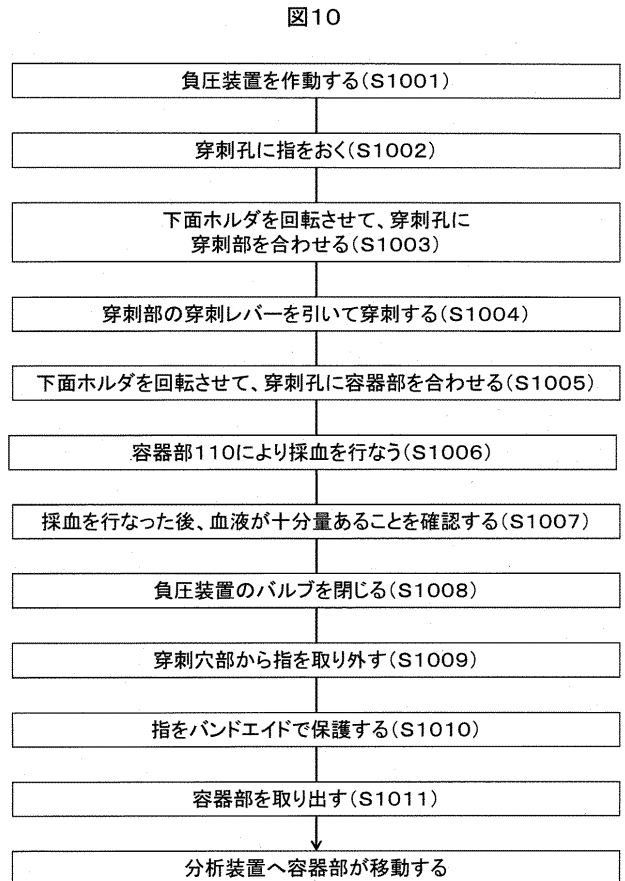 図10
負圧装置を作動する(S1001)
穿刺孔に指をおく(S1002)
下面ホルダを回転させて、穿刺孔に
穿刺部を合わせる(S1003)
穿刺部の穿刺レバーを引いて穿刺する(S1004)
下面ホルダを回転させて、穿刺孔に容器部を合わせる(S1005)
容器部110により採血を行なう(S1006)
採血を行なった後、血液が十分量あることを確認する(S1007)
負圧装置のバルブを閉じる(S1008)
穿刺穴部から指を取り外す(S1009)
指をバンドエイドで保護する(S1010)
容器部を取り出す(S1011)
分析装置へ容器部が移動する